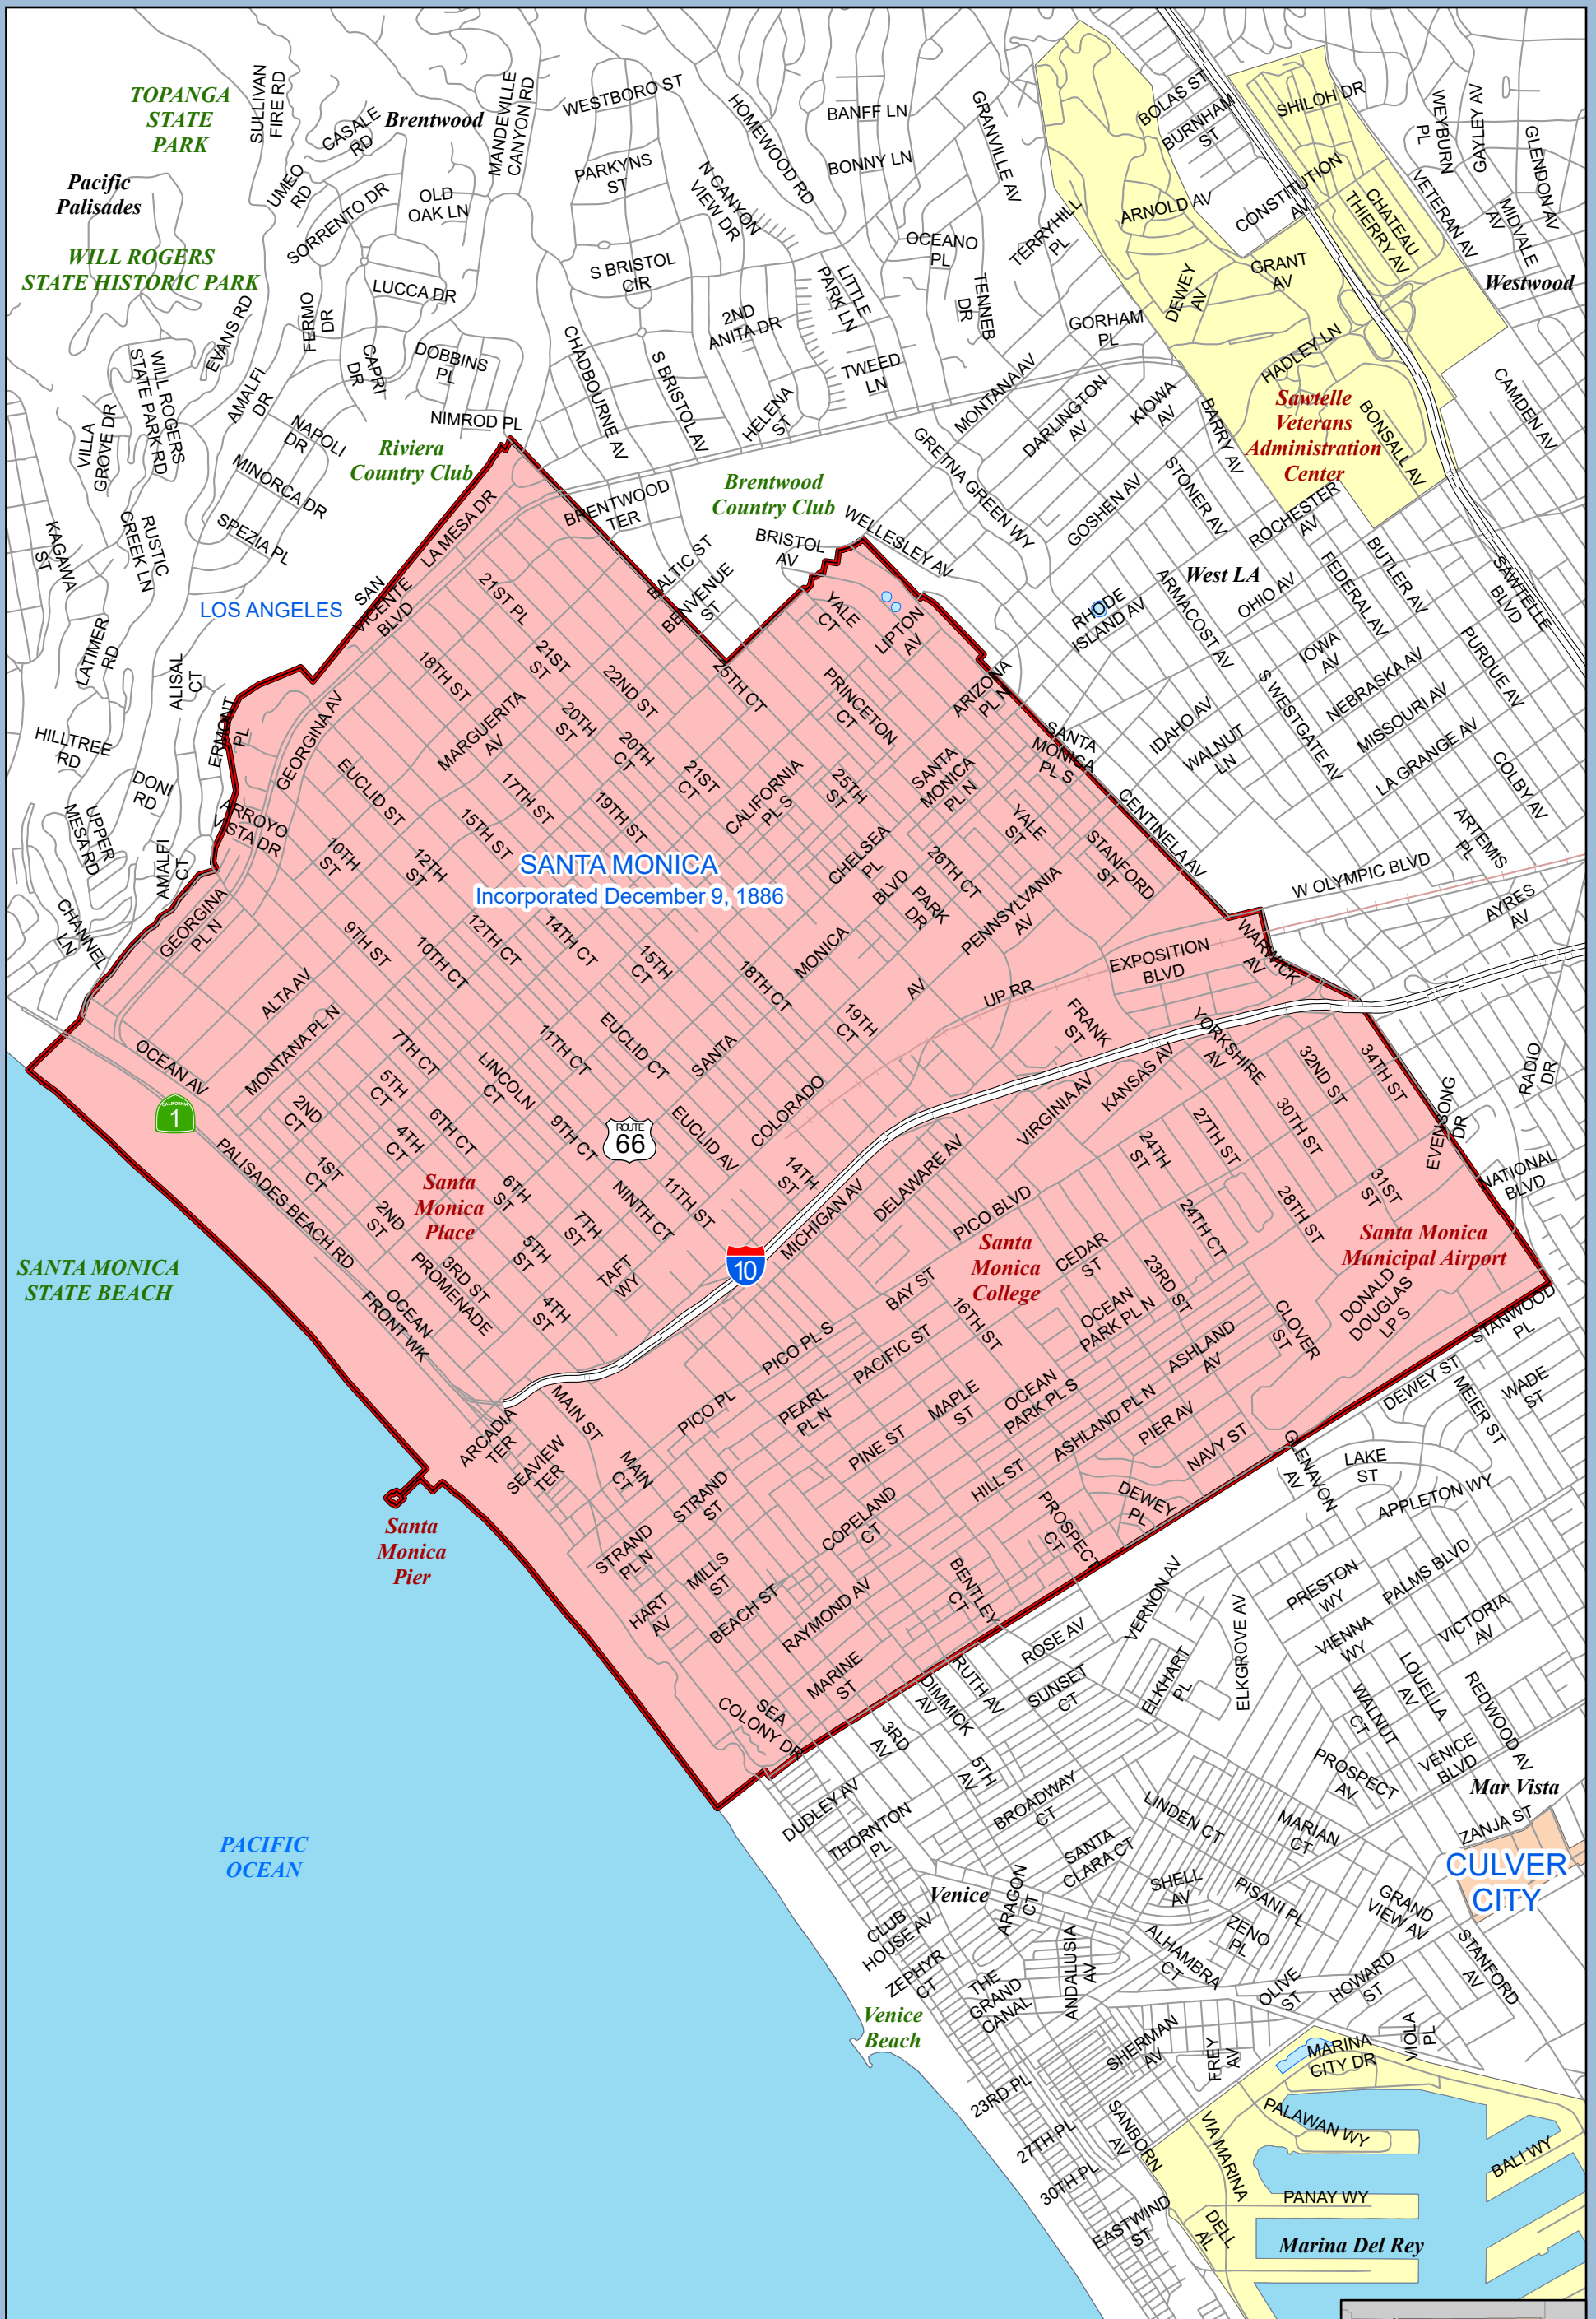 TOPANGA
STATE
PARK
SULLIVAN
FIRE RD
CASALE
RD
Brentwood
MANDEVILLE
CANYON RD
WESTBORO ST
HOMEWOOD RD
BANFF LN
BONNY LN
GRANVILLE AV
BOLAS ST
BURNHAM
ST
SHILOH DR
WEYBURN
PL
GAYLEY AV
GLENDON AV
Pacific
Palisades
UMEO
RD
SORRENTO DR
OLD
OAK LN
PARKYNS
ST
N CANYON
VIEW DR
ARNOLD AV
CONSTITUTION
AV
CHATEAU
THIERRY AV
VETERAN AV
MIDVALE
AV
WILL ROGERS
STATE HISTORIC PARK
LUCCA DR
S BRISTOL
CIR
OCEANO
PL
TERRYHILL
PL
LITTLE
PARK LN
TENNEB
DR
DEWEY
AV
GRANT
AV
Westwood
EVANS RD
FERMO
DR
2ND
ANITA DR
GORHAM
PL
HADLEY LN
WILL ROGERS
STATE PARK RD
AMALFI
DR
CAPRI
DR
DOBBINS
PL
CHADBOURNE AV
S BRISTOL AV
HELENA
ST
TWEED
LN
MONTANA AV
DARLINGTON
AV
KIOWA
AV
BARRY AV
Sawtelle
Veterans
Administration
Center
BONSALL AV
CAMDEN AV
VILLA
GROVE DR
NAPOLI
DR
NIMROD PL
Riviera
Country Club
MINORCA DR
SPEZIA PL
LA MESA DR
BRENTWOOD
TER
Brentwood
Country Club
BRISTOL
AV
WELLESLEY AV
GRETNA GREEN WY
GOSHEN AV
STONER AV
ROCHESTER
AV
FEDERAL AV
BUTLER AV
SAWTELLE
BLVD
KAGAWA
ST
RUSTIC
CREEK LN
LOS ANGELES
SAN
VICENTE
BLVD
21ST PL
BALTIC ST
BENVENUE
ST
YALE
CT
LIPTON
AV
West LA
RHODE
ISLAND AV
ARMACOST AV
OHIO AV
IOWA
AV
PURDUE AV
LATIMER
RD
ALISAL
CT
18TH ST
21ST
ST
22ND ST
25TH CT
PRINCETON
CT
ARIZONA
PL N
S WESTGATE AV
NEBRASKA AV
MISSOURI AV
HILLTREE
RD
ERMONT
PL
GEORGINA AV
MARGUERITA
AV
20TH
ST
20TH
CT
21ST
CT
SANTA
MONICA
PL S
IDAHO AV
WALNUT
LN
LA GRANGE AV
COLBY AV
DONI
RD
UPPER
MESA RD
AMALFI
CT
ARROYO
VISTA DR
EUCLID ST
17TH ST
15TH ST
19TH ST
CALIFORNIA
PL S
25TH
ST
SANTA
MONICA
PL N
YALE
ST
CENTINELA AV
ARTEMIS
PL
10TH
ST
12TH
ST
SANTA MONICA
Incorporated December 9, 1886
CHELSEA
PL
26TH CT
STANFORD
ST
W OLYMPIC BLVD
AYRES
AV
CHANNEL
LN
GEORGINA
PL N
9TH ST
10TH CT
12TH CT
14TH CT
15TH
CT
18TH CT
SANTA
MONICA
BLVD
PARK
DR
PENNSYLVANIA
AV
EXPOSITION
BLVD
WARWICK
AV
ALTA AV
MONTANA PL N
7TH CT
11TH CT
EUCLID CT
19TH
CT
COLORADO
AV
UP RR
FRANK
ST
YORKSHIRE
AV
32ND ST
34TH ST
RADIO
DR
OCEAN AV
CALIFORNIA
1
2ND
CT
5TH
CT
4TH
CT
6TH CT
LINCOLN
CT
9TH CT
ROUTE
66
EUCLID AV
14TH
ST
VIRGINIA AV
KANSAS AV
24TH
ST
27TH ST
30TH ST
EVENSONG
DR
NATIONAL
BLVD
PALISADES BEACH RD
1ST
CT
2ND
ST
Santa
Monica
Place
6TH
ST
7TH
ST
NINTH CT
11TH ST
MICHIGAN AV
DELAWARE AV
PICO BLVD
24TH CT
28TH ST
31ST
ST
Santa Monica
Municipal Airport
SANTA MONICA
STATE BEACH
3RD ST
PROMENADE
5TH
ST
4TH
ST
TAFT
WY
10
BAY ST
Santa
Monica
College
CEDAR
ST
23RD ST
OCEAN
PARK PL N
CLOVER
ST
DONALD
DOUGLAS
LP S
STANWOOD
PL
OCEAN
FRONT WK
PICO PL S
PACIFIC ST
16TH ST
ASHLAND
AV
DEWEY ST
MEIER ST
WADE
ST
ARCADIA
TER
MAIN ST
SEAVIEW
TER
MAIN
CT
PICO PL
PEARL
PL N
MAPLE
ST
OCEAN
PARK PL S
ASHLAND PL N
PIER AV
NAVY ST
GLENAVON
AV
LAKE
ST
APPLETON WY
Santa
Monica
Pier
STRAND
ST
STRAND
PL N
PINE ST
COPELAND
CT
HILL ST
PROSPECT
CT
DEWEY
PL
HART
AV
MILLS
ST
BEACH ST
RAYMOND AV
BENTLEY
CT
VERNON AV
PRESTON
WY
PALMS BLVD
MARINE
ST
SEA
COLONY DR
ROSE AV
RUTH AV
DIMMICK
AV
SUNSET
CT
ELKHART
PL
ELKGROVE AV
VIENNA
WY
VICTORIA
AV
LOUELLA
AV
WALNUT
CT
REDWOOD AV
3RD
AV
5TH
AV
PROSPECT
AV
VENICE
BLVD
Mar Vista
PACIFIC
OCEAN
DUDLEY AV
THORNTON
PL
BROADWAY
CT
LINDEN CT
MARIAN
CT
ZANJA ST
CULVER
CITY
SANTA
CLARA CT
SHELL
AV
PISANI PL
GRAND
VIEW AV
Venice
ARAGON
CT
CLUB
HOUSE AV
ZEPHYR
CT
THE
GRAND
CANAL
ANDALUSIA
AV
ALHAMBRA
CT
ZENO
PL
OLIVE
ST
HOWARD
ST
STANFORD
AV
Venice
Beach
SHERMAN
AV
FREY
AV
VIOLA
PL
MARINA
CITY DR
23RD PL
27TH PL
30TH PL
SANBORN
AV
VIA MARINA
PALAWAN WY
BALI WY
PANAY WY
EASTWIND
ST
DELL
AL
Marina Del Rey